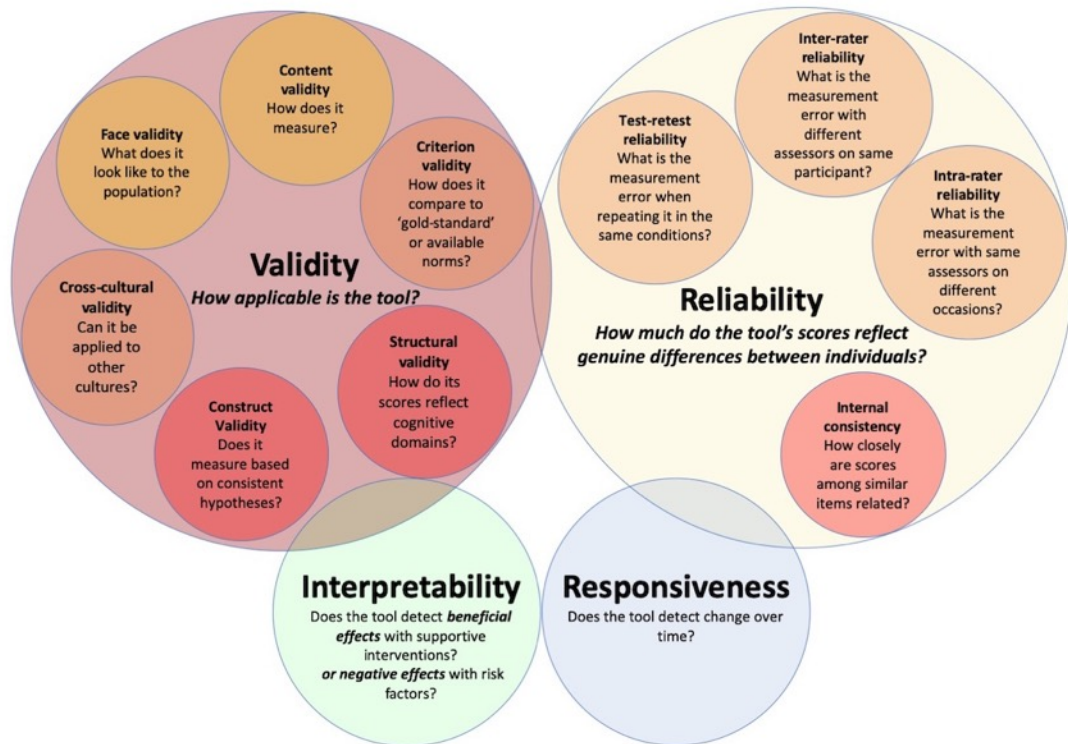 Content
validity
How does it
measure?
Face validity
What does it
look like to the
population?
Criterion
validity
How does it
compare to
‘gold-standard’
or available
norms?
Validity
How applicable is the tool?
Cross-cultural
validity
Can it be
applied to
other
cultures?
Structural
validity
How do its
scores reflect
cognitive
domains?
Construct
Validity
Does it
measure based
on consistent
hypotheses?
Inter-rater
reliability
What is the
measurement
error with
different
assessors on same
participant?
Test-retest
reliability
What is the
measurement
error when
repeating it in the
same conditions?
Intra-rater
reliability
What is the
measurement
error with same
assessors on
different
occasions?
Reliability
How much do the tool’s scores reflect
genuine differences between individuals?
Internal
consistency
How closely
are scores
among similar
items related?
Interpretability
Does the tool detect beneficial
effects with supportive
interventions?
or negative effects with risk
factors?
Responsiveness
Does the tool detect change over
time?